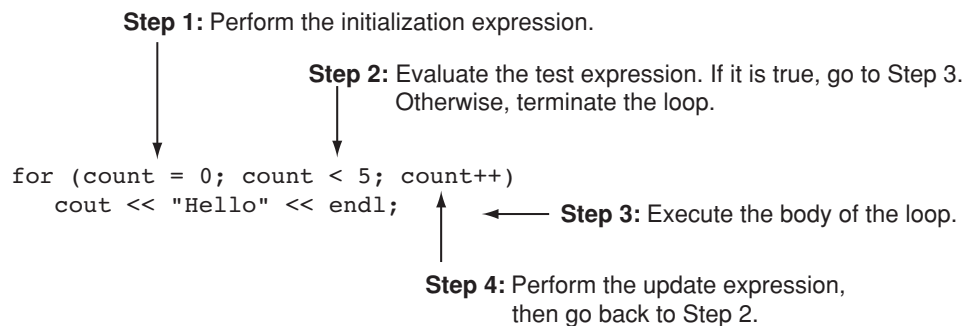 Step 1: Perform the initialization expression.
Step 2: Evaluate the test expression. If it is true, go to Step 3.
Otherwise, terminate the loop.
for (count = 0; count < 5; count++)
cout << "Hello" << endl;
Step 3: Execute the body of the loop.
Step 4: Perform the update expression,
then go back to Step 2.